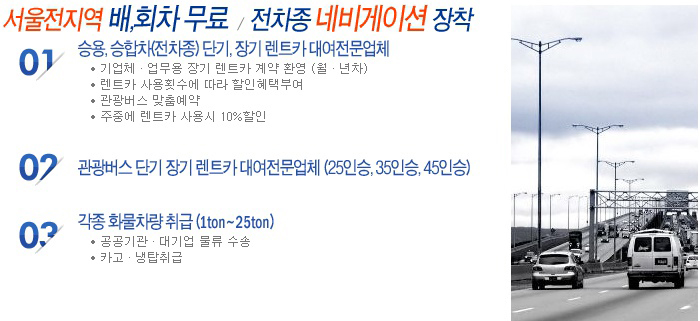 서울전지역 배,회차 무료 / 전차종 네비게이션 장착
01 승용, 승합차(전차종) 단기, 장기 렌트카 대여전문업체
• 기업체 · 업무용 장기 렌트카 계약 환영 (월 · 년차)
• 렌트카 사용횟수에 따라 할인혜택부여
• 관광버스 맞춤예약
• 주중에 렌트카 사용시 10%할인
02 관광버스 단기 장기 렌트카 대여전문업체 (25인승, 35인승, 45인승)
03 각종 화물차량 취급 (1ton~25ton)
• 공공기관 · 대기업 물류 수송
• 카고 · 냉탑취급